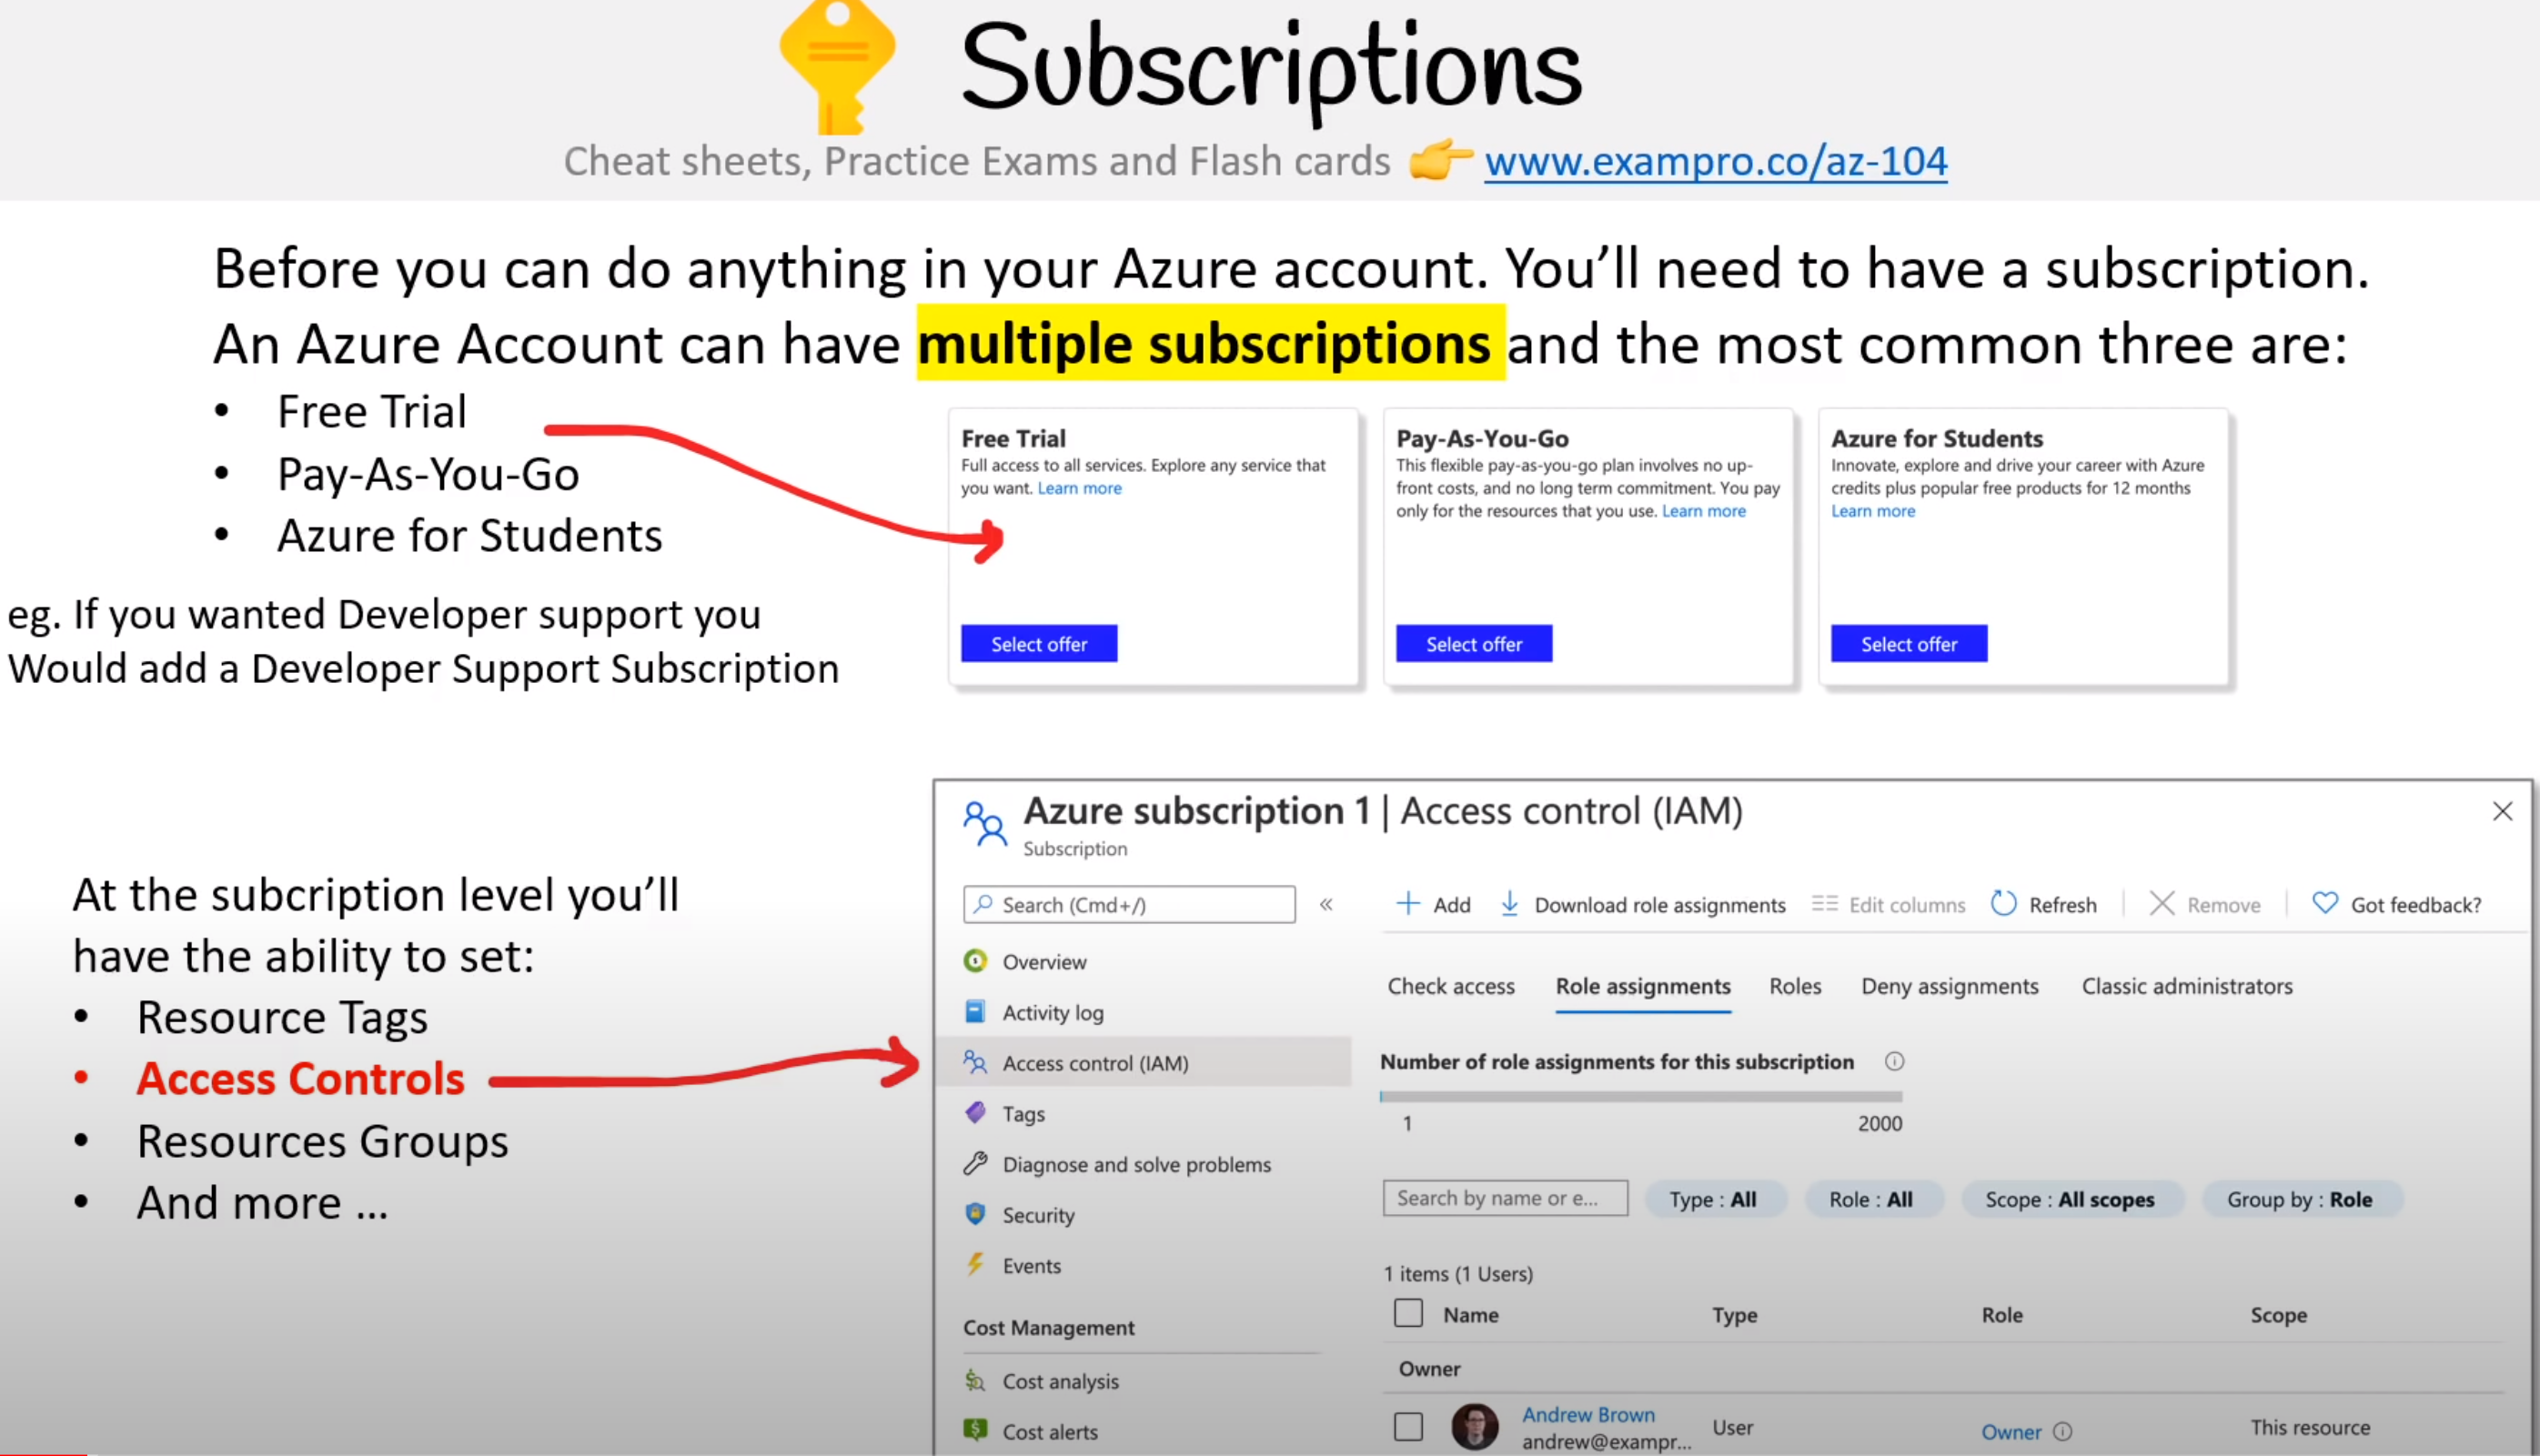 Subscriptions
Cheat sheets, Practice Exams and Flash cards 👉 www.exampro.co/az-104
Before you can do anything in your Azure account. You'll need to have a subscription.
An Azure Account can have multiple subscriptions and the most common three are:
• Free Trial
• Pay-As-You-Go
• Azure for Students
eg. If you wanted Developer support you
Would add a Developer Support Subscription
Free Trial
Full access to all services. Explore any service that
you want. Learn more
Select offer
Pay-As-You-Go
This flexible pay-as-you-go plan involves no up-
front costs, and no long term commitment. You pay
only for the resources that you use. Learn more
Select offer
Azure for Students
Innovate, explore and drive your career with Azure
credits plus popular free products for 12 months
Learn more
Select offer
At the subcription level you'll
have the ability to set:
• Resource Tags
• Access Controls
• Resources Groups
• And more ...
Azure subscription 1 | Access control (IAM)
Subscription
Search (Cmd+/)
«
Overview
Activity log
Access control (IAM)
Tags
Diagnose and solve problems
Security
Events
Cost Management
Cost analysis
Cost alerts
Add Download role assignments Edit columns Refresh Remove Got feedback?
Check access Role assignments Roles Deny assignments Classic administrators
Number of role assignments for this subscription
1 2000
Search by name or e... Type : All Role : All Scope : All scopes Group by : Role
1 items (1 Users)
Name Type Role Scope
Owner
Andrew Brown User Owner This resource
andrew@exampr...